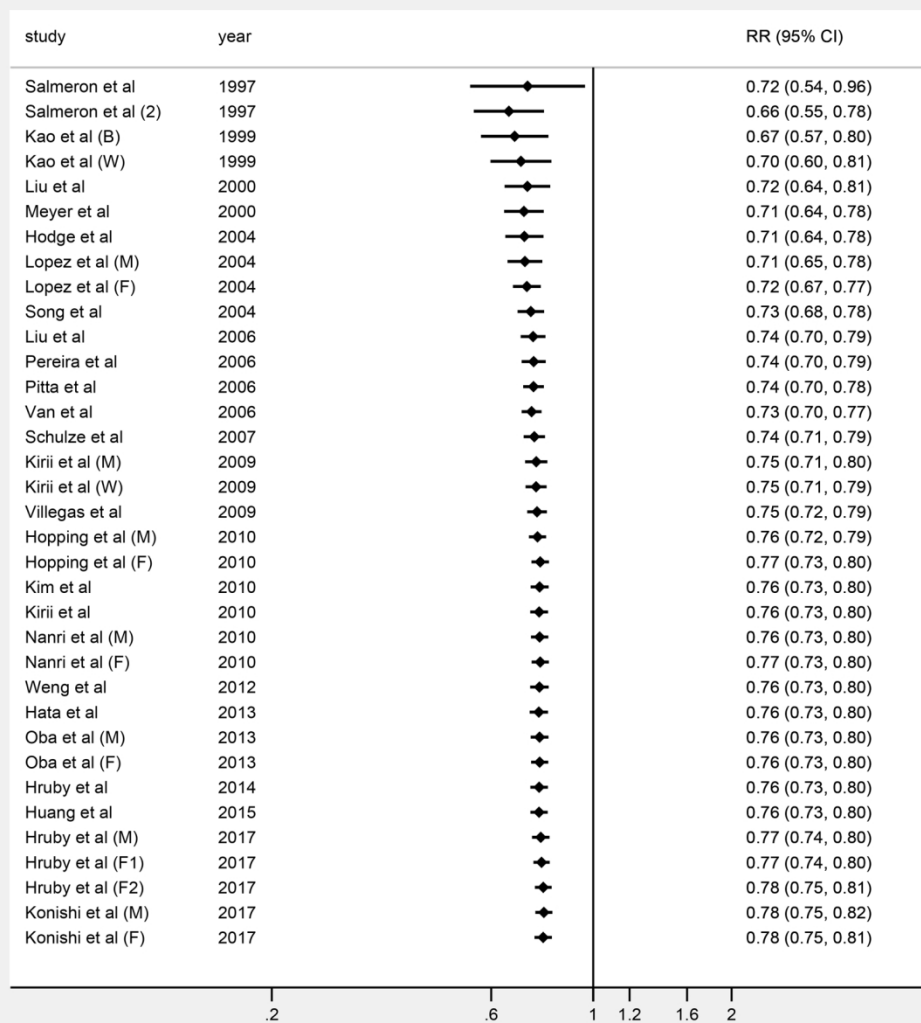 study year RR (95% CI)
Salmeron et al 1997 0.72 (0.54, 0.96)
Salmeron et al (2) 1997 0.66 (0.55, 0.78)
Kao et al (B) 1999 0.67 (0.57, 0.80)
Kao et al (W) 1999 0.70 (0.60, 0.81)
Liu et al 2000 0.72 (0.64, 0.81)
Meyer et al 2000 0.71 (0.64, 0.78)
Hodge et al 2004 0.71 (0.64, 0.78)
Lopez et al (M) 2004 0.71 (0.65, 0.78)
Lopez et al (F) 2004 0.72 (0.67, 0.77)
Song et al 2004 0.73 (0.68, 0.78)
Liu et al 2006 0.74 (0.70, 0.79)
Pereira et al 2006 0.74 (0.70, 0.79)
Pitta et al 2006 0.74 (0.70, 0.78)
Van et al 2006 0.73 (0.70, 0.77)
Schulze et al 2007 0.74 (0.71, 0.79)
Kirii et al (M) 2009 0.75 (0.71, 0.80)
Kirii et al (W) 2009 0.75 (0.71, 0.79)
Villegas et al 2009 0.75 (0.72, 0.79)
Hopping et al (M) 2010 0.76 (0.72, 0.79)
Hopping et al (F) 2010 0.77 (0.73, 0.80)
Kim et al 2010 0.76 (0.73, 0.80)
Kirii et al 2010 0.76 (0.73, 0.80)
Nanri et al (M) 2010 0.76 (0.73, 0.80)
Nanri et al (F) 2010 0.77 (0.73, 0.80)
Weng et al 2012 0.76 (0.73, 0.80)
Hata et al 2013 0.76 (0.73, 0.80)
Oba et al (M) 2013 0.76 (0.73, 0.80)
Oba et al (F) 2013 0.76 (0.73, 0.80)
Hruby et al 2014 0.76 (0.73, 0.80)
Huang et al 2015 0.76 (0.73, 0.80)
Hruby et al (M) 2017 0.77 (0.74, 0.80)
Hruby et al (F1) 2017 0.77 (0.74, 0.80)
Hruby et al (F2) 2017 0.78 (0.75, 0.81)
Konishi et al (M) 2017 0.78 (0.75, 0.82)
Konishi et al (F) 2017 0.78 (0.75, 0.81)
.2 .6 1 1.2 1.6 2